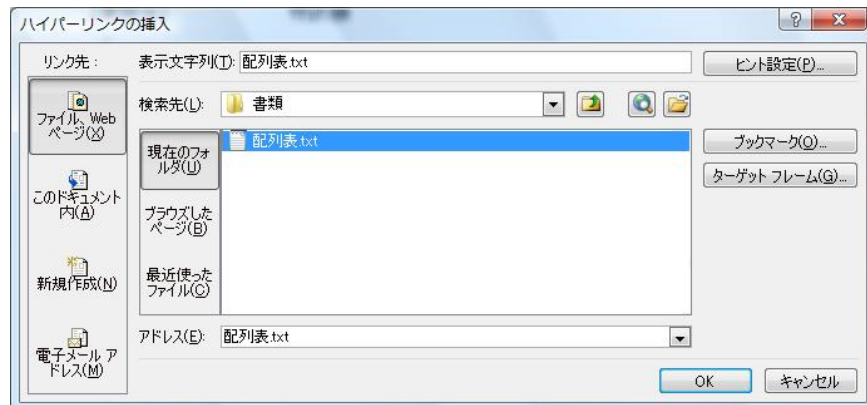 ハイパーリンクの挿入
リンク先:
表示文字列(T): 配列表.txt
ヒント設定(P)...
ファイル、Web
ページ(X)
検索先(L): 書類
現在のフォ
ルダ(U)
配列表.txt
ブックマーク(O)...
ターゲット フレーム(G)...
このドキュメント
内(A)
ブラウズした
ページ(B)
新規作成(N)
最近使った
ファイル(C)
電子メール ア
ドレス(M)
アドレス(E): 配列表.txt
OK
キャンセル